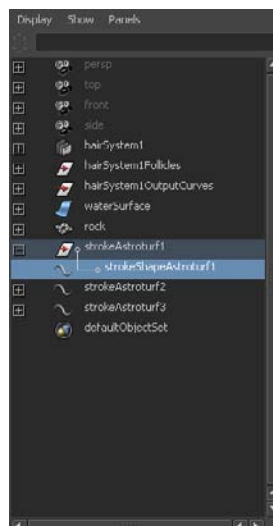 Display Show Panels
persp
top
front
side
hairSystem1
hairSystem1Follicles
hairSystem1OutputCurves
waterSurface
rock
strokeAstroturf1
strokeShapeAstroturf1
strokeAstroturf2
strokeAstroturf3
defaultObjectSet